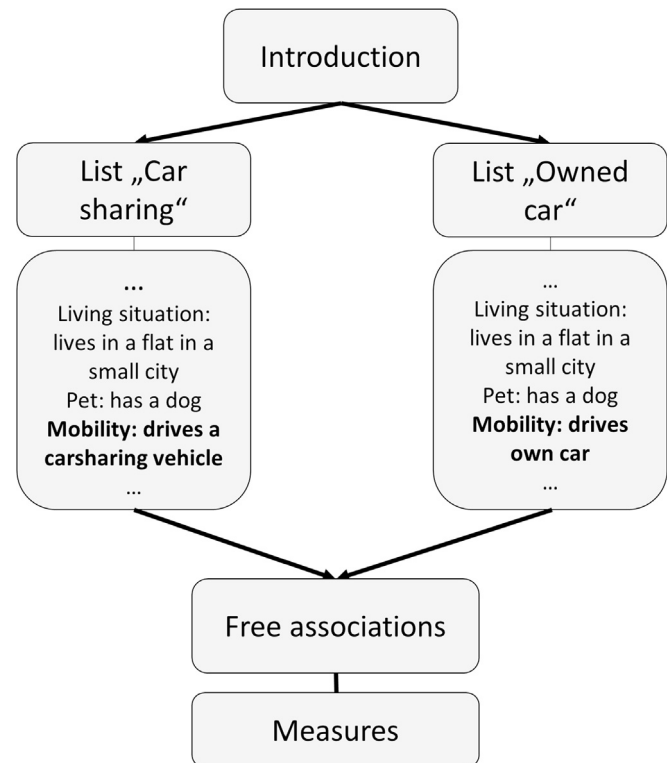 Introduction
List „Car
sharing“
...
Living situation:
lives in a flat in a
small city
Pet: has a dog
Mobility: drives a
carsharing vehicle
...
List „Owned
car“
...
Living situation:
lives in a flat in a
small city
Pet: has a dog
Mobility: drives
own car
...
Free associations
Measures